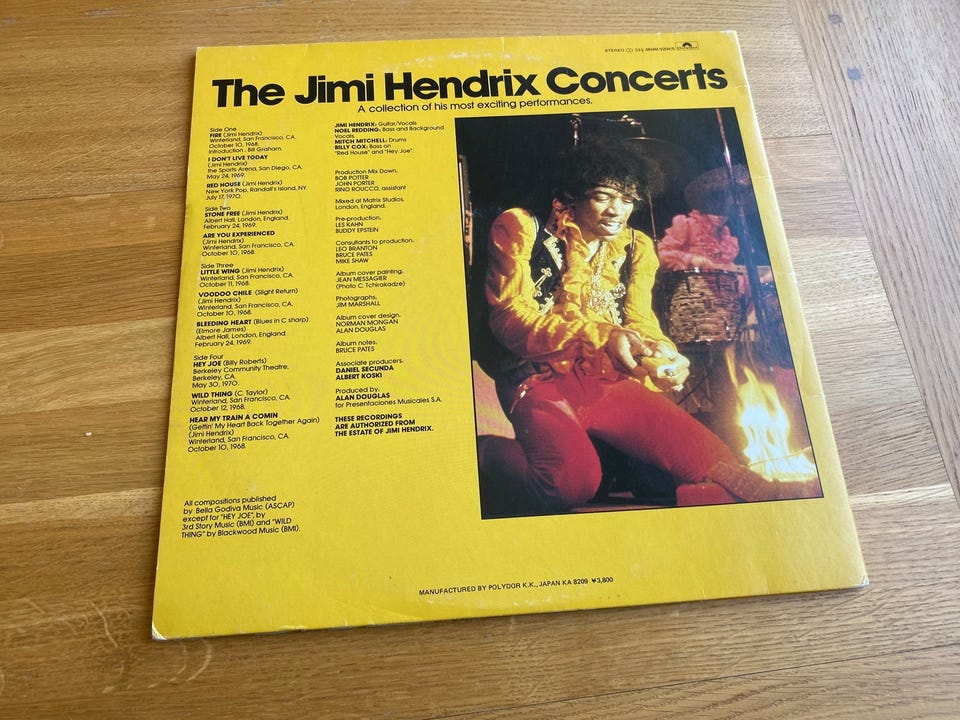 STEREO
The Jimi Hendrix Concerts
A collection of his most exciting performances.
Side One
FIRE (Jimi Hendrix)
Winterland, San Francisco, CA.
October 10, 1968.
Introduction . Bill Graham.
I DON'T LIVE TODAY
(Jimi Hendrix)
the Sports Arena, San Diego, CA.
May 24, 1969.
RED HOUSE (Jimi Hendrix)
New York Pop, Randall's Island, NY.
July 17, 1970.
Side Two
STONE FREE (Jimi Hendrix)
Albert Hall, London, England.
February 24, 1969.
ARE YOU EXPERIENCED
(Jimi Hendrix)
Winterland, San Francisco, CA.
October 10, 1968.
Side Three
LITTLE WING (Jimi Hendrix)
Winterland, San Francisco, CA.
October 11, 1968.
VOODOO CHILE (Slight Return)
(Jimi Hendrix)
Winterland, San Francisco, CA.
October 10, 1968.
BLEEDING HEART (Blues in C sharp)
(Elmore James)
Albert Hall, London, England.
February 24, 1969.
Side Four
HEY JOE (Billy Roberts)
Berkeley Community Theatre,
Berkeley, CA.
May 30, 1970.
WILD THING (C. Taylor)
Winterland, San Francisco, CA.
October 12, 1968.
HEAR MY TRAIN A COMIN
(Gettin' My Heart Back Together Again)
(Jimi Hendrix)
Winterland, San Francisco, CA.
October 10, 1968.
All compositions published
by Bella Godiva Music (ASCAP)
except for "HEY JOE", by
3rd Story Music (BMI) and "WILD
THING" by Blackwood Music (BMI).
JIMI HENDRIX: Guitar/Vocals
NOEL REDDING: Bass and Background
Vocals.
MITCH MITCHELL: Drums
BILLY COX: Bass on
"Red House" and "Hey Joe".
Production Mix Down.
BOB POTTER
JOHN PORTER
RINO ROUCCO, assistant
Mixed at Matrix Studios,
London, England.
Pre-production.
LES KAHN
BUDDY EPSTEIN
Consultants to production.
LEO BRANTON
BRUCE PATES
MIKE SHAW
Album cover painting.
JEAN MESSAGIER
(Photo C. Tchirakadze)
Photographs.
JIM MARSHALL
Album cover design.
NORMAN MONGAN
ALAN DOUGLAS
Album notes.
BRUCE PATES
Associate producers.
DANIEL SECUNDA
ALBERT KOSKI
Produced by.
ALAN DOUGLAS
for Presentaciones Musicales S.A.
THESE RECORDINGS
ARE AUTHORIZED FROM
THE ESTATE OF JIMI HENDRIX.
MANUFACTURED BY POLYDOR K.K., JAPAN KA 8209 ¥3,800